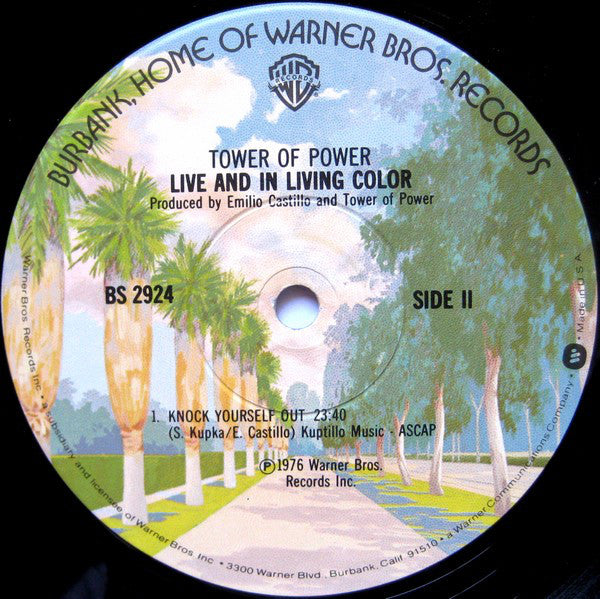 BURBANK, HOME OF WARNER BROS. RECORDS
W
RECORDS
®
TOWER OF POWER
LIVE AND IN LIVING COLOR
Produced by Emilio Castillo and Tower of Power
BS 2924
SIDE II
1. KNOCK YOURSELF OUT 23:40
(S. Kupka/E. Castillo) Kuptillo Music - ASCAP
℗1976 Warner Bros.
Records Inc.
Warner Bros. Records Inc. • a subsidiary and licensee of Warner Bros. Inc • 3300 Warner Blvd., Burbank, Calif. 91510 • a Warner Communications Company. • Made in U.S.A.